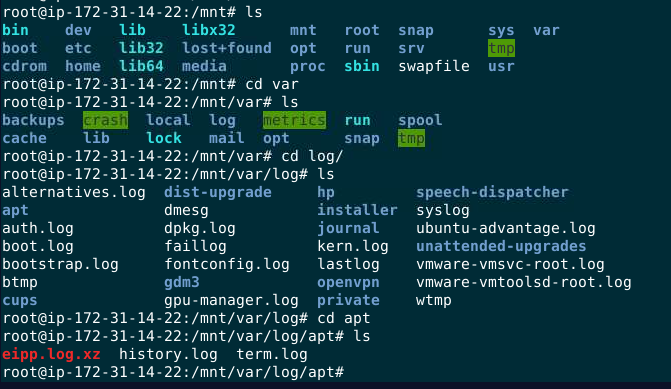 root@ip-172-31-14-22:/mnt# ls
bin dev lib libx32 mnt root snap sys var
boot etc lib32 lost+found opt run srv tmp
cdrom home lib64 media proc sbin swapfile usr
root@ip-172-31-14-22:/mnt# cd var
root@ip-172-31-14-22:/mnt/var# ls
backups crash local log metrics run spool
cache lib lock mail opt snap tmp
root@ip-172-31-14-22:/mnt/var# cd log/
root@ip-172-31-14-22:/mnt/var/log# ls
alternatives.log dist-upgrade hp speech-dispatcher
apt dmesg installer syslog
auth.log dpkg.log journal ubuntu-advantage.log
boot.log faillog kern.log unattended-upgrades
bootstrap.log fontconfig.log lastlog vmware-vmsvc-root.log
btmp gdm3 openvpn vmware-vmtoolsd-root.log
cups gpu-manager.log private wtmp
root@ip-172-31-14-22:/mnt/var/log# cd apt
root@ip-172-31-14-22:/mnt/var/log/apt# ls
eipp.log.xz history.log term.log
root@ip-172-31-14-22:/mnt/var/log/apt#